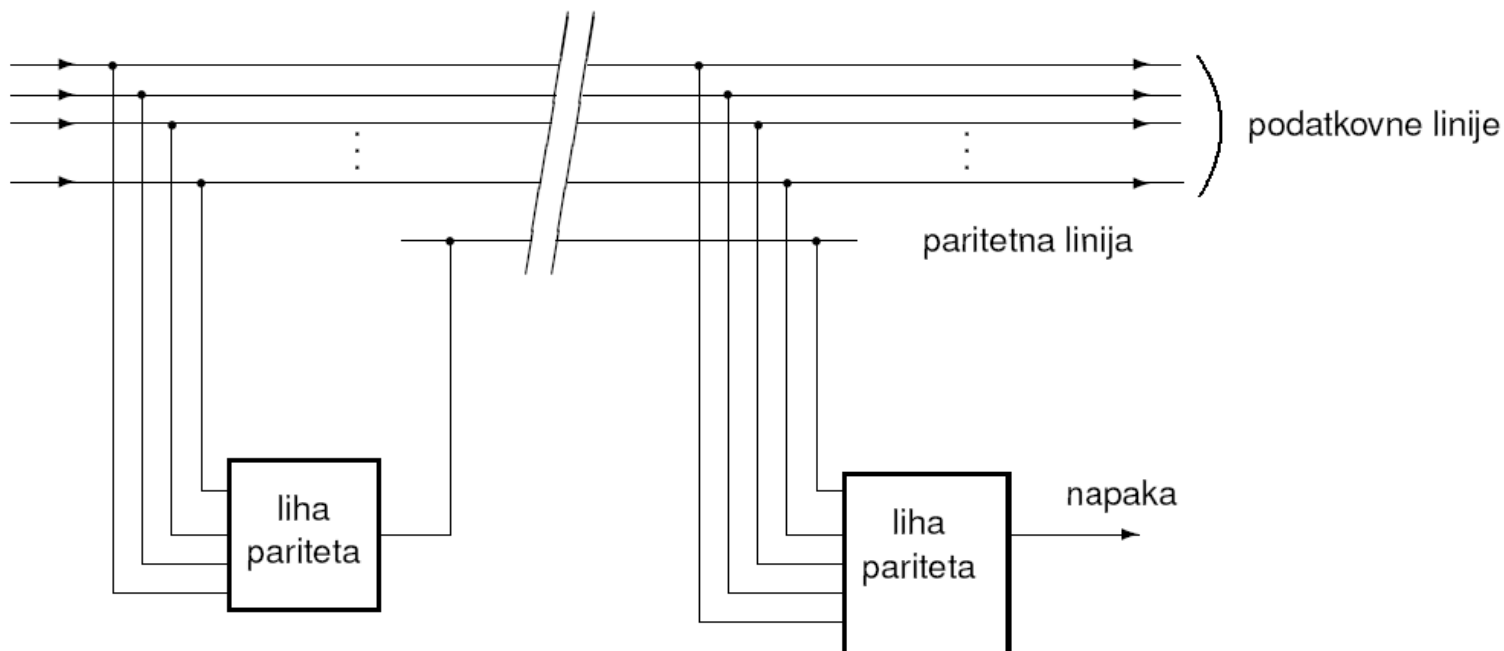 podatkovne linije
paritetna linija
liha
pariteta
liha
pariteta
napaka